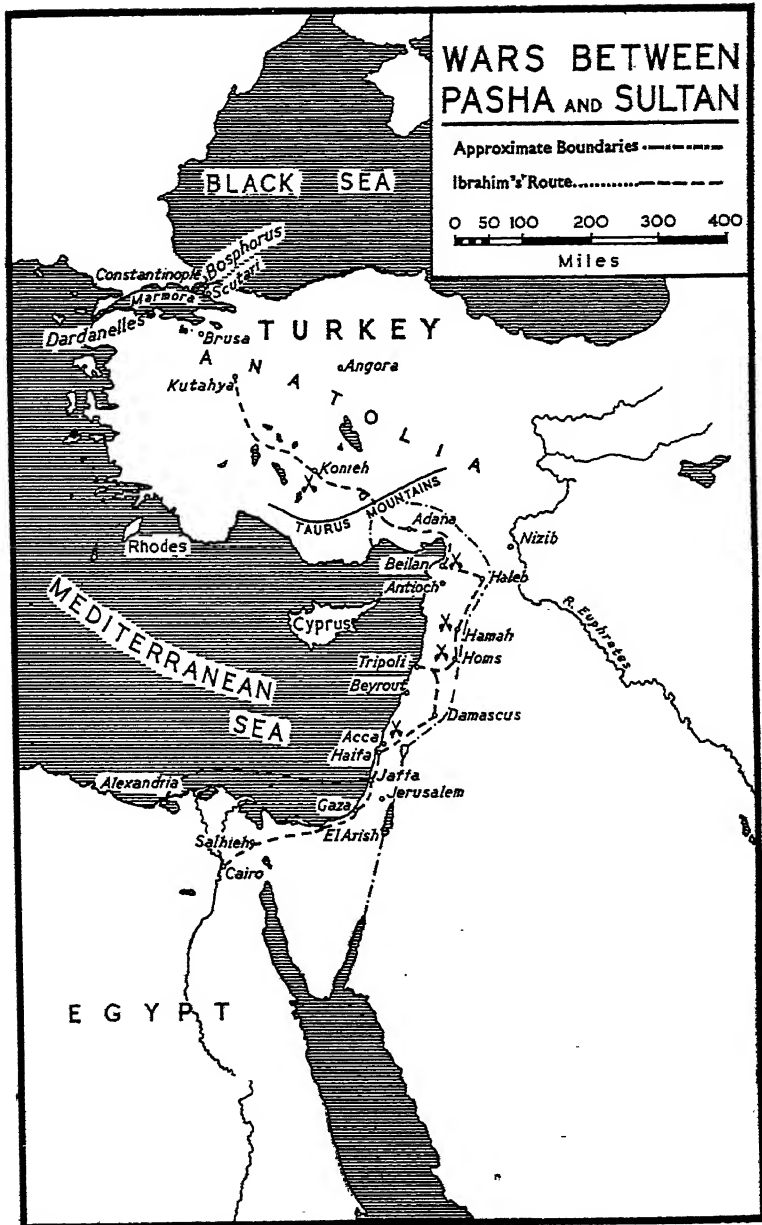 WARS BETWEEN
PASHA AND SULTAN
Approximate Boundaries
Ibrahim's' Route
0 50 100 200 300 400
Miles
BLACK SEA
Bosphorus
Constantinople
Scutari
Marmora
Dardanelles
Brusa
TURKEY
ANATOLIA
Angora
Kutahya
Konieh
TAURUS MOUNTAINS
Adana
Nizib
Rhodes
Beilan
Haleb
Antioch
R. Euphrates
MEDITERRANEAN
SEA
Cyprus
Hamah
Tripoli
Homs
Beyrout
Damascus
Acca
Haifa
Jaffa
Alexandria
Jerusalem
Gaza
El Arish
Salhieh
Cairo
EGYPT